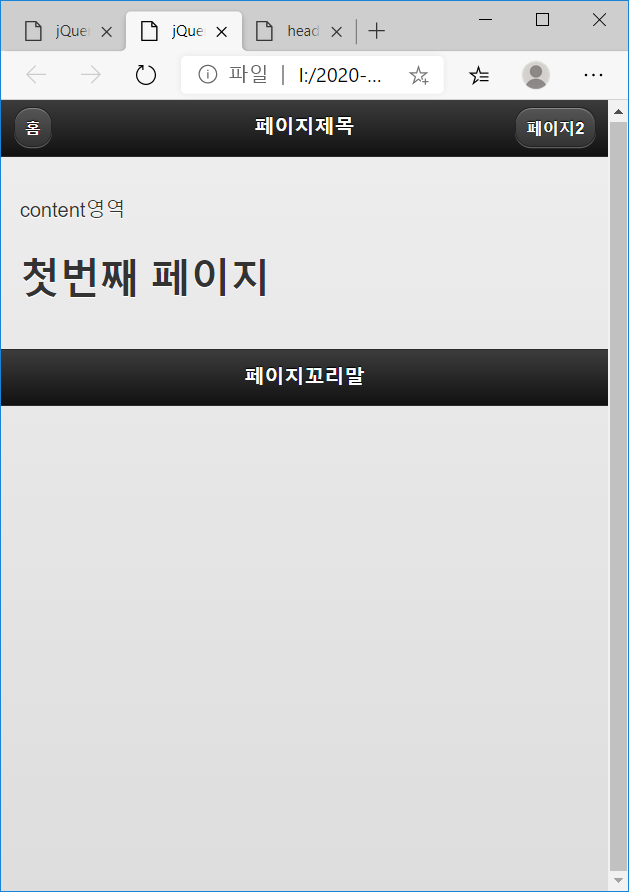 jQue
jQue
head
파일 | I:/2020-...
홈
페이지제목
페이지2
content영역
첫번째 페이지
페이지꼬리말